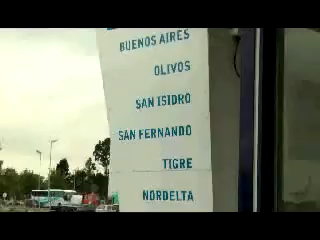 BUENOS AIRES
OLIVOS
SAN ISIDRO
SAN FERNANDO
TIGRE
NORDELTA